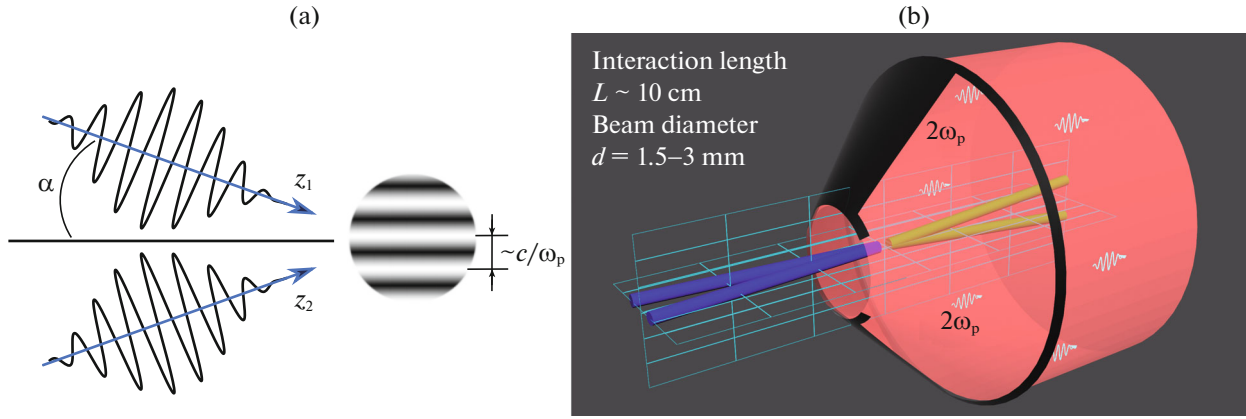 (a)
(b)
α
z₁
z₂
~c/ωₚ
Interaction length
L ~ 10 cm
Beam diameter
d = 1.5–3 mm
2ωₚ
2ωₚ